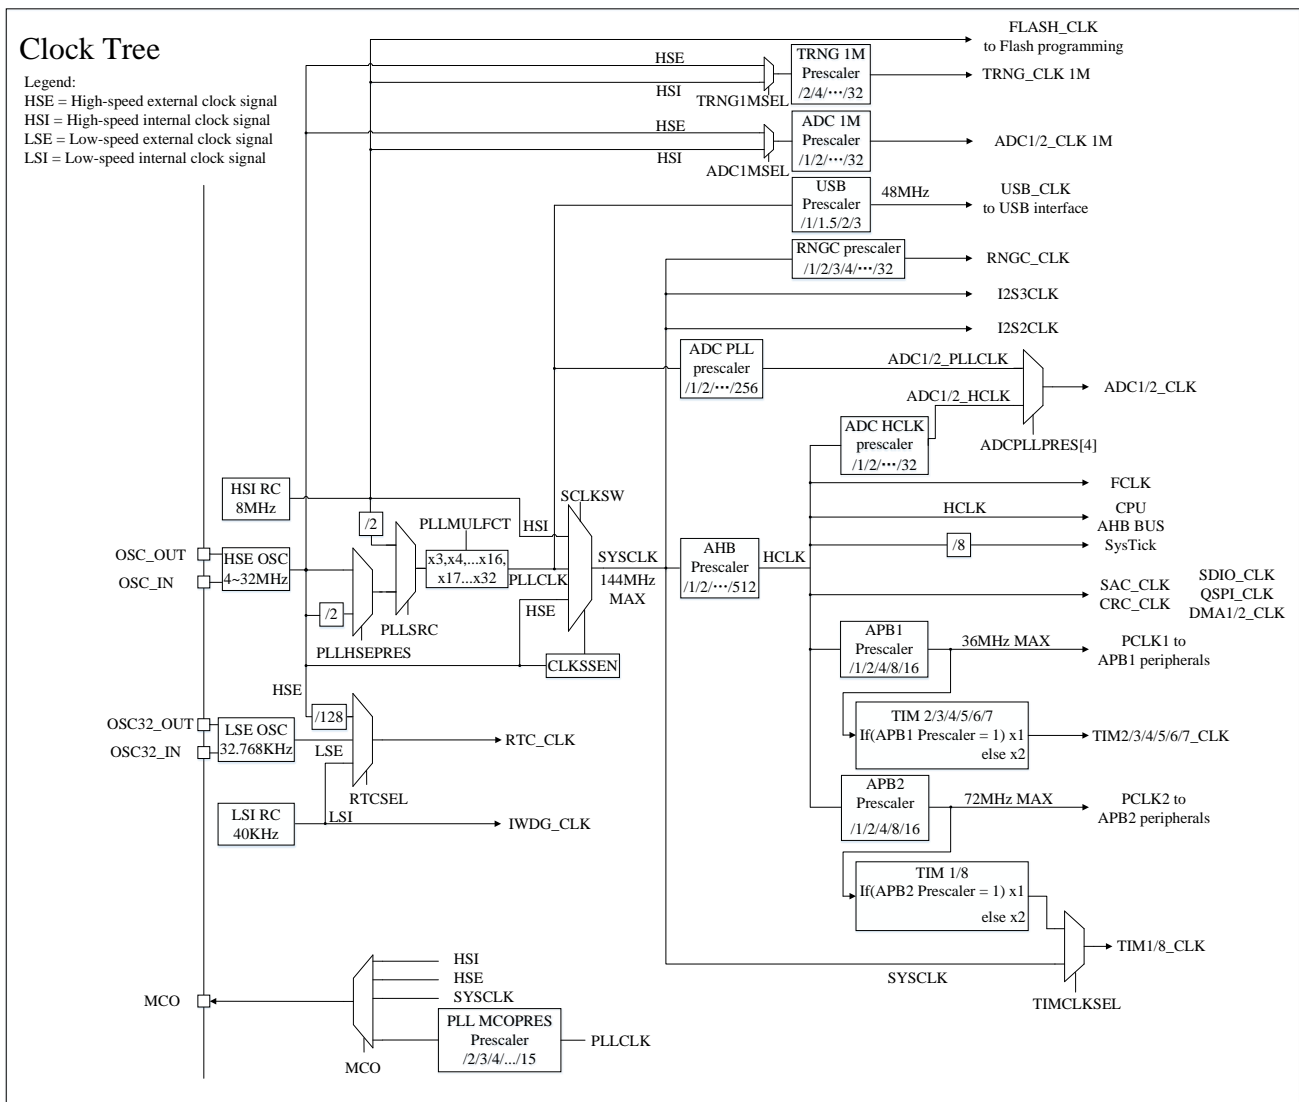 Clock Tree
Legend:
HSE = High-speed external clock signal
HSI = High-speed internal clock signal
LSE = Low-speed external clock signal
LSI = Low-speed internal clock signal
FLASH_CLK
to Flash programming
HSE
HSI
TRNG1MSEL
TRNG 1M
Prescaler
/2/4/···/32
TRNG_CLK 1M
HSE
HSI
ADC1MSEL
ADC 1M
Prescaler
/1/2/···/32
ADC1/2_CLK 1M
USB
Prescaler
/1/1.5/2/3
48MHz
USB_CLK
to USB interface
RNGC prescaler
/1/2/3/4/···/32
RNGC_CLK
I2S3CLK
I2S2CLK
ADC PLL
prescaler
/1/2/···/256
ADC1/2_PLLCLK
ADC1/2_HCLK
ADC1/2_CLK
ADCPLLPRES[4]
ADC HCLK
prescaler
/1/2/···/32
HSI RC
8MHz
/2
PLLMULFCT
HSI
SCLKSW
FCLK
HCLK
CPU
AHB BUS
/8
SysTick
OSC_OUT
OSC_IN
HSE OSC
4~32MHz
x3,x4,...x16,
x17...x32
PLLCLK
SYSCLK
144MHz
MAX
AHB
Prescaler
/1/2/···/512
HCLK
SAC_CLK
CRC_CLK
SDIO_CLK
QSPI_CLK
DMA1/2_CLK
/2
PLLSRC
HSE
PLLHSEPRES
CLKSSEN
APB1
Prescaler
/1/2/4/8/16
36MHz MAX
PCLK1 to
APB1 peripherals
HSE
/128
OSC32_OUT
OSC32_IN
LSE OSC
32.768KHz
LSE
RTC_CLK
RTCSEL
TIM 2/3/4/5/6/7
If(APB1 Prescaler = 1) x1
else x2
TIM2/3/4/5/6/7_CLK
LSI RC
40KHz
LSI
IWDG_CLK
APB2
Prescaler
/1/2/4/8/16
72MHz MAX
PCLK2 to
APB2 peripherals
TIM 1/8
If(APB2 Prescaler = 1) x1
else x2
TIM1/8_CLK
SYSCLK
TIMCLKSEL
MCO
HSI
HSE
SYSCLK
PLL MCOPRES
Prescaler
/2/3/4/.../15
PLLCLK
MCO